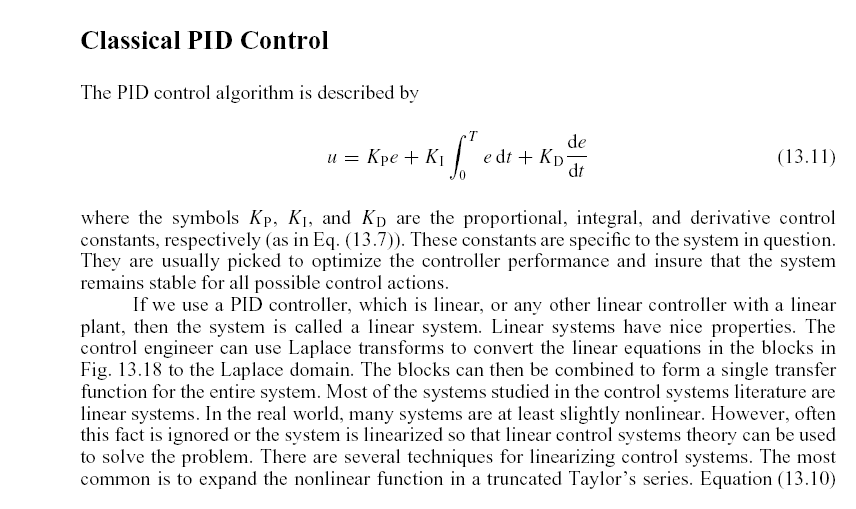 Classical PID Control
The PID control algorithm is described by
u = K_P e + K_I ∫_0^T e dt + K_D de/dt (13.11)
where the symbols K_P, K_I, and K_D are the proportional, integral, and derivative control
constants, respectively (as in Eq. (13.7)). These constants are specific to the system in question.
They are usually picked to optimize the controller performance and insure that the system
remains stable for all possible control actions.
If we use a PID controller, which is linear, or any other linear controller with a linear
plant, then the system is called a linear system. Linear systems have nice properties. The
control engineer can use Laplace transforms to convert the linear equations in the blocks in
Fig. 13.18 to the Laplace domain. The blocks can then be combined to form a single transfer
function for the entire system. Most of the systems studied in the control systems literature are
linear systems. In the real world, many systems are at least slightly nonlinear. However, often
this fact is ignored or the system is linearized so that linear control systems theory can be used
to solve the problem. There are several techniques for linearizing control systems. The most
common is to expand the nonlinear function in a truncated Taylor's series. Equation (13.10)